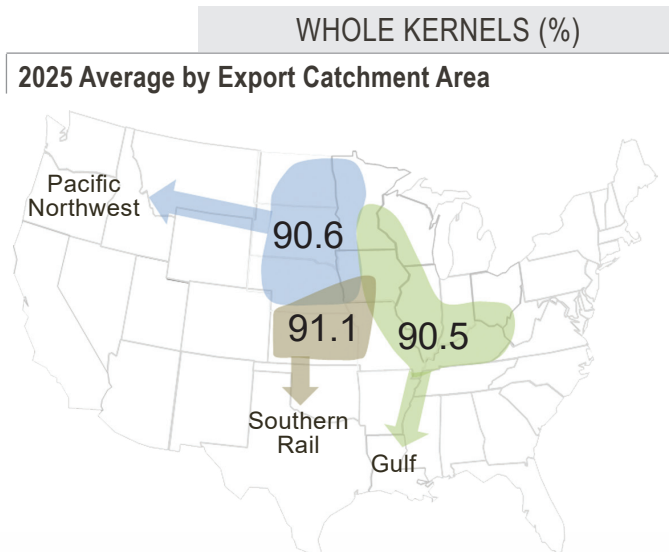 WHOLE KERNELS (%)
2025 Average by Export Catchment Area
Pacific
Northwest
90.6
91.1
90.5
Southern
Rail
Gulf